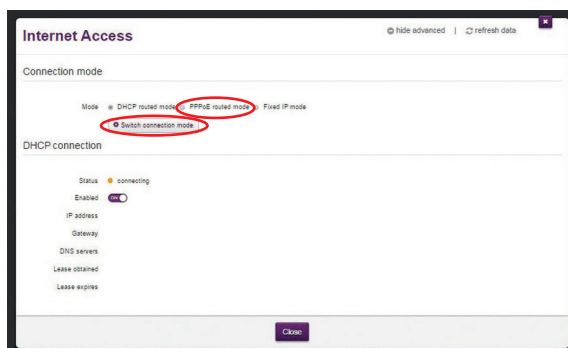 Internet Access
hide advanced | refresh data
Connection mode
Mode DHCP routed mode PPPoE routed mode Fixed IP mode
Switch connection mode
DHCP connection
Status connecting
Enabled ON
IP address
Gateway
DNS servers
Lease obtained
Lease expires
Close